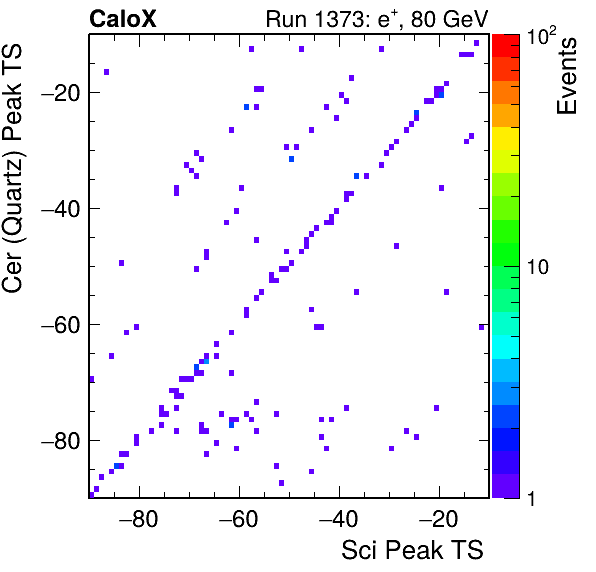 CaloX Run 1373: e⁺, 80 GeV
Cer (Quartz) Peak TS
−20
−40
−60
−80
−80 −60 −40 −20
Sci Peak TS
10²
10
1
Events